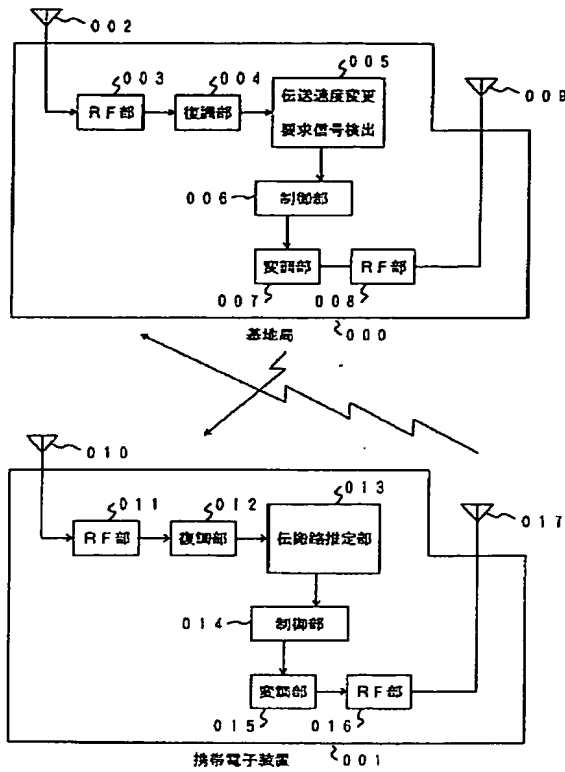 002
003
004
005
009
RF部
復調部
伝送速度変更
要求信号検出
006
制御部
変調部
RF部
007
008
基地局
000
010
011
012
013
017
RF部
復調部
伝搬路推定部
014
制御部
変調部
RF部
015
016
携帯電子装置
001